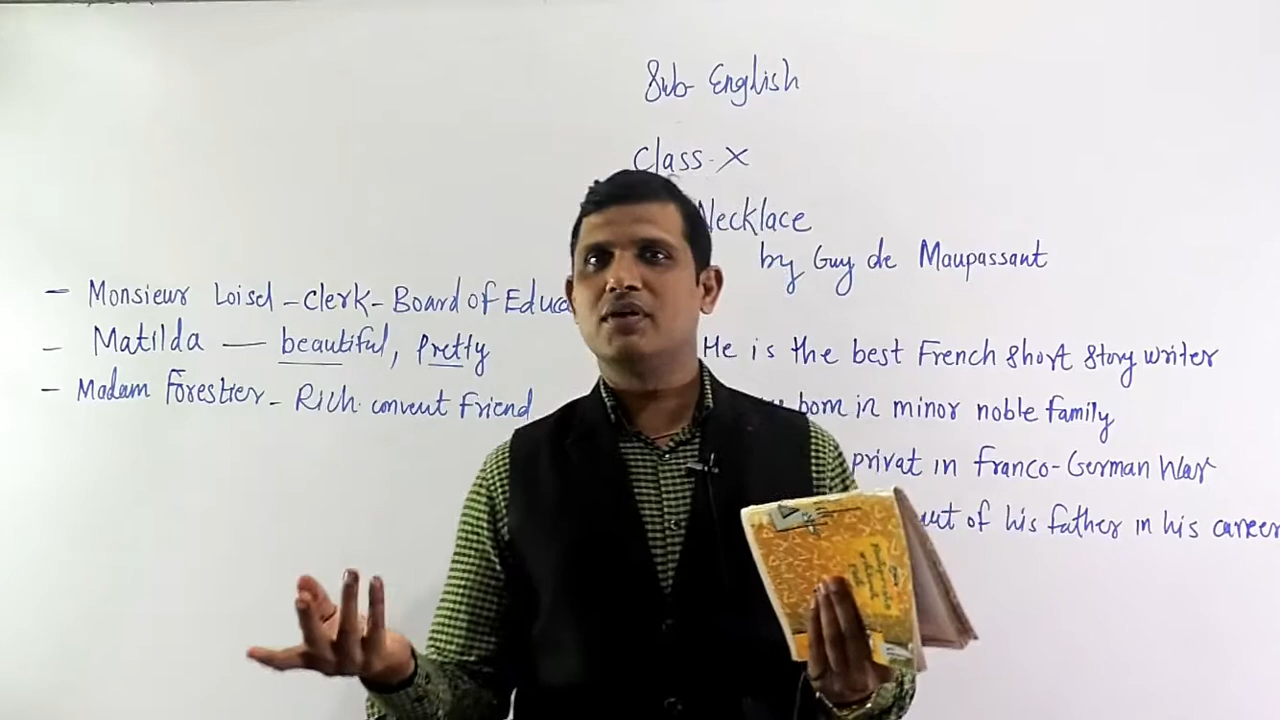 Sub- English
Class- X
Necklace
by Guy de Maupassant
- Monsieur Loisel - Clerk - Board of Educa
- Matilda — beautiful, Pretty
- Madam Forestier - Rich convent Friend
He is the best French Short Story writer
born in minor noble family
privat in Franco-German War
of his father in his career